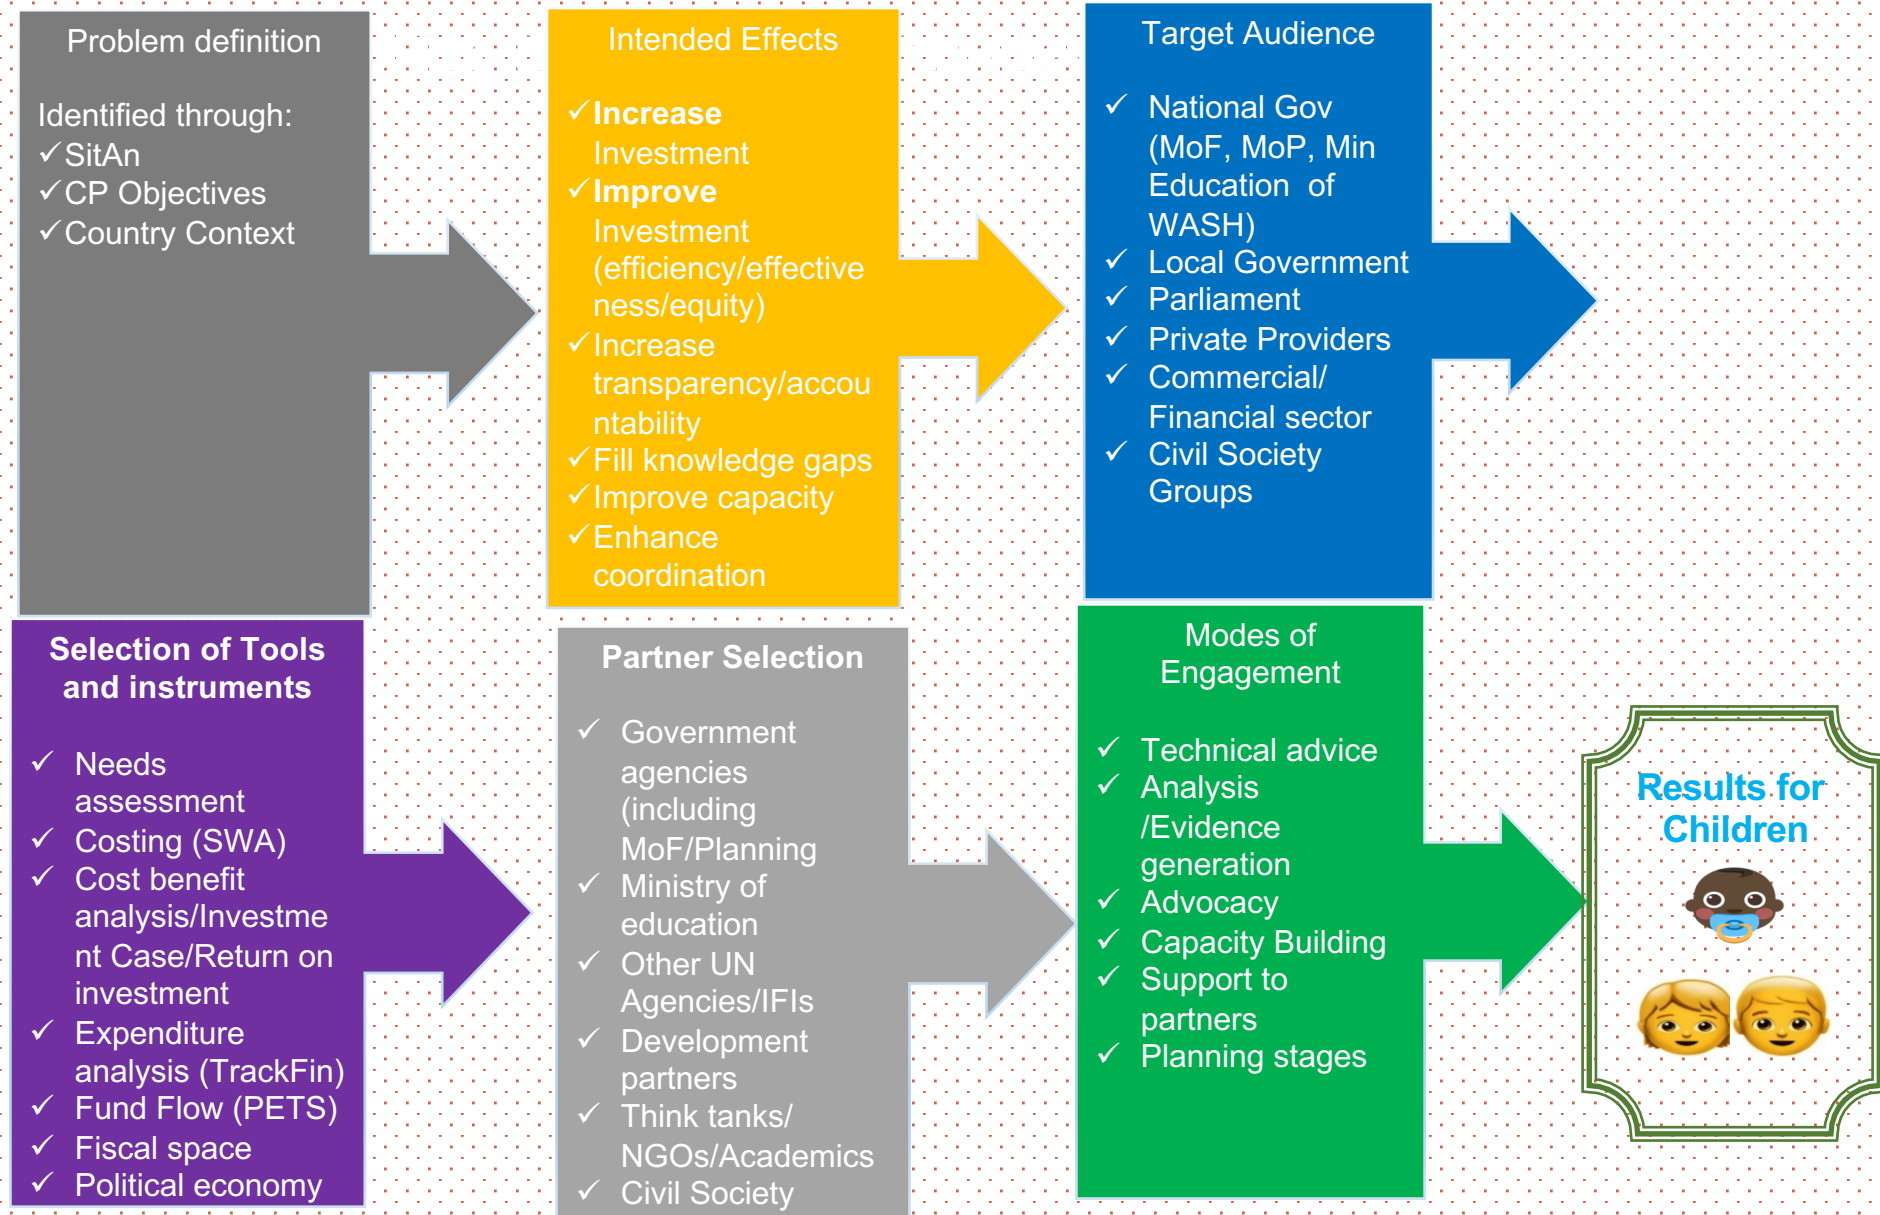 Problem definition
Identified through:
✓SitAn
✓CP Objectives
✓Country Context
Intended Effects
✓Increase
Investment
✓Improve
Investment
(efficiency/effective
ness/equity)
✓Increase
transparency/accou
ntability
✓Fill knowledge gaps
✓Improve capacity
✓Enhance
coordination
Target Audience
✓ National Gov
(MoF, MoP, Min
Education of
WASH)
✓ Local Government
✓ Parliament
✓ Private Providers
✓ Commercial/
Financial sector
✓ Civil Society
Groups
Selection of Tools
and instruments
✓ Needs
assessment
✓ Costing (SWA)
✓ Cost benefit
analysis/Investme
nt Case/Return on
investment
✓ Expenditure
analysis (TrackFin)
✓ Fund Flow (PETS)
✓ Fiscal space
✓ Political economy
Partner Selection
✓ Government
agencies
(including
MoF/Planning
✓ Ministry of
education
✓ Other UN
Agencies/IFIs
✓ Development
partners
✓ Think tanks/
NGOs/Academics
✓ Civil Society
Modes of
Engagement
✓ Technical advice
✓ Analysis
/Evidence
generation
✓ Advocacy
✓ Capacity Building
✓ Support to
partners
✓ Planning stages
Results for
Children